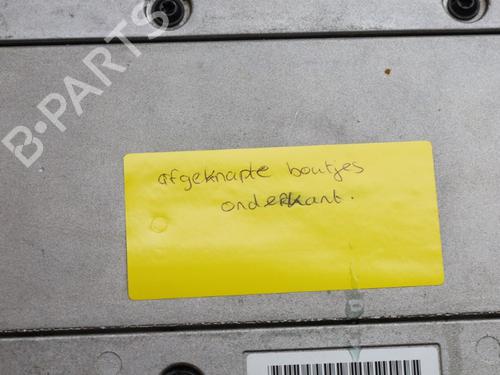 B-PARTS
afgeknapte boutjes
onderkant.